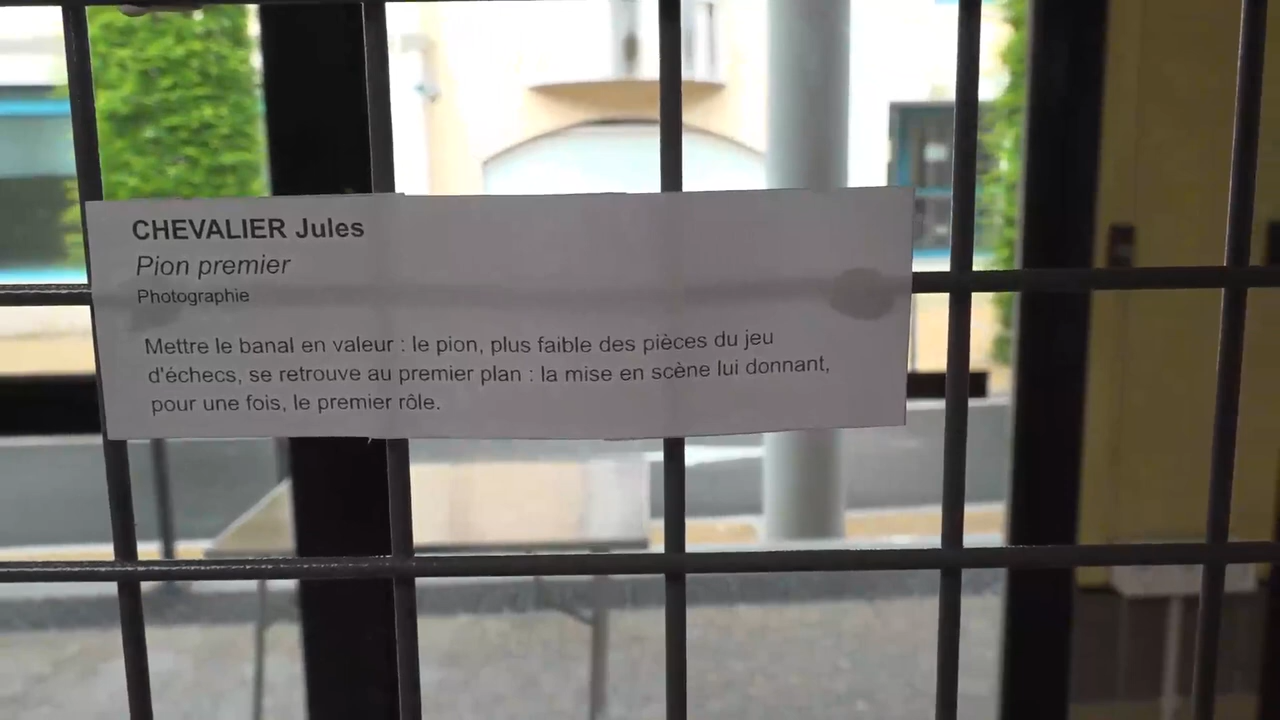 CHEVALIER Jules
Pion premier
Photographie
Mettre le banal en valeur : le pion, plus faible des pièces du jeu
d'échecs, se retrouve au premier plan : la mise en scène lui donnant,
pour une fois, le premier rôle.